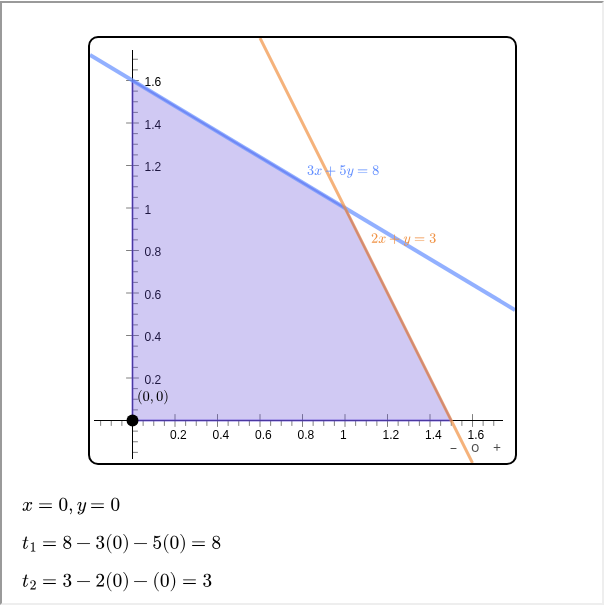 1.6
1.4
1.2
3x + 5y = 8
1
2x + y = 3
0.8
0.6
0.4
0.2
(0, 0)
0.2 0.4 0.6 0.8 1 1.2 1.4 1.6
− o +
x = 0, y = 0
t₁ = 8 − 3(0) − 5(0) = 8
t₂ = 3 − 2(0) − (0) = 3